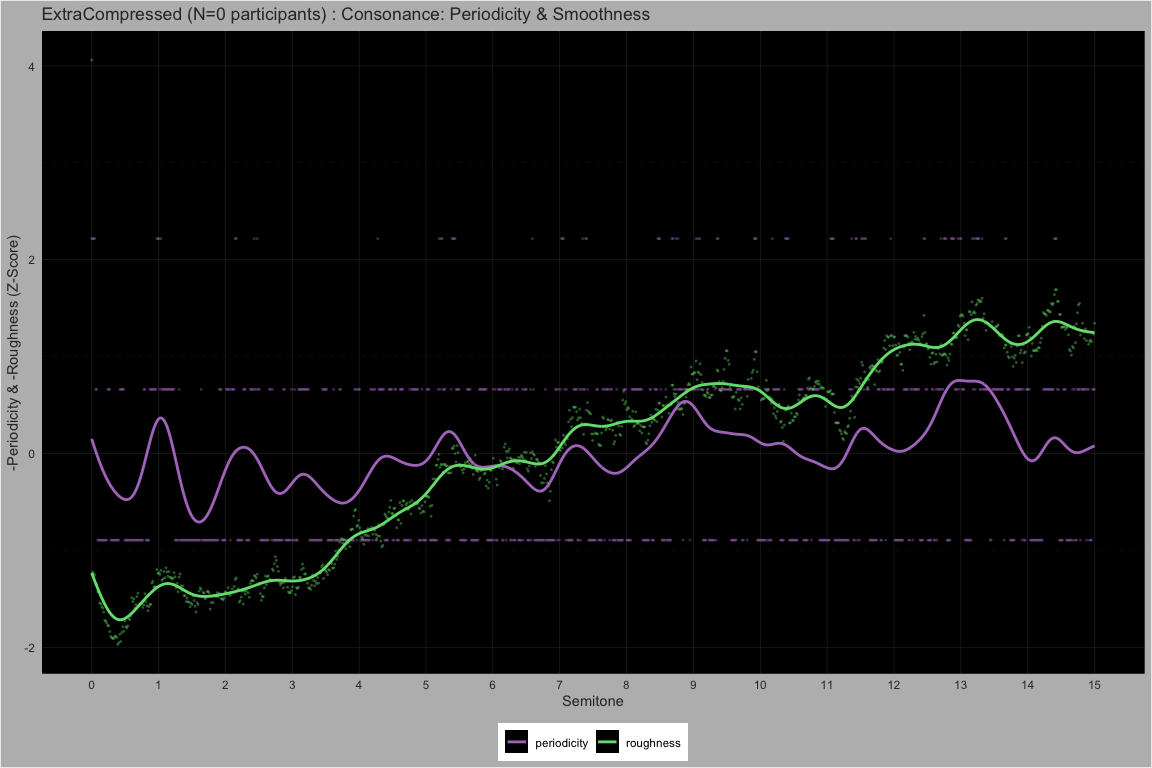 ExtraCompressed (N=0 participants) : Consonance: Periodicity & Smoothness
-Periodicity & -Roughness (Z-Score)
4
2
0
-2
0 1 2 3 4 5 6 7 8 9 10 11 12 13 14 15
Semitone
periodicity roughness